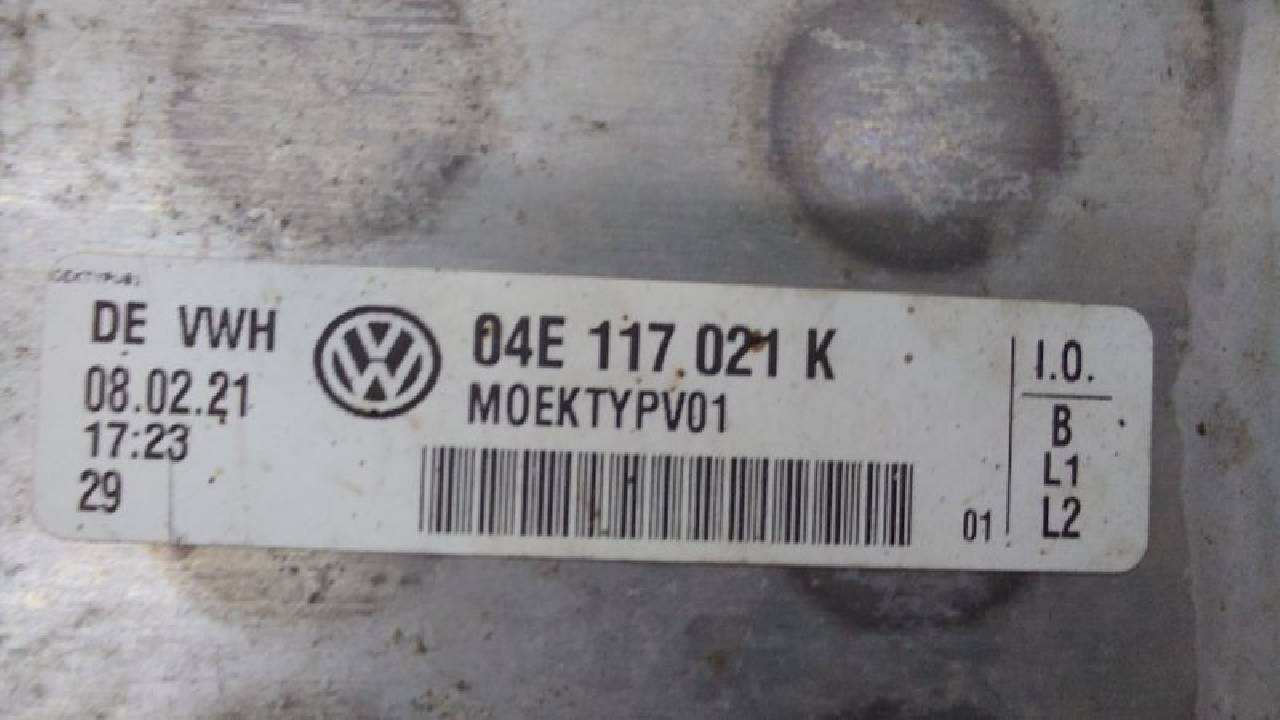 DE VWH
08.02.21
17:23
29
04E 117 021 K
MOEKTYPV01
01
I.O.
B
L1
L2